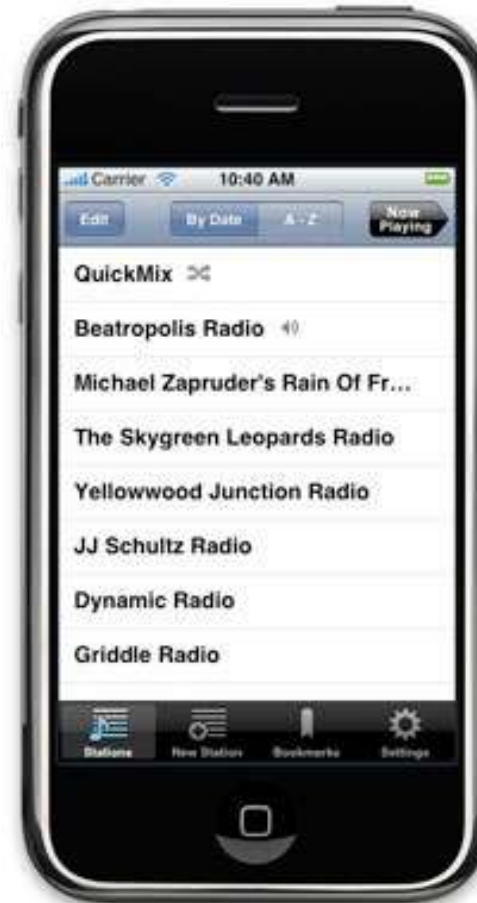 Carrier 10:40 AM
Edit By Date A - Z Now Playing
QuickMix
Beatropolis Radio
Michael Zapruder's Rain Of Fr...
The Skygreen Leopards Radio
Yellowwood Junction Radio
JJ Schultz Radio
Dynamic Radio
Griddle Radio
Stations New Station Bookmarks Settings